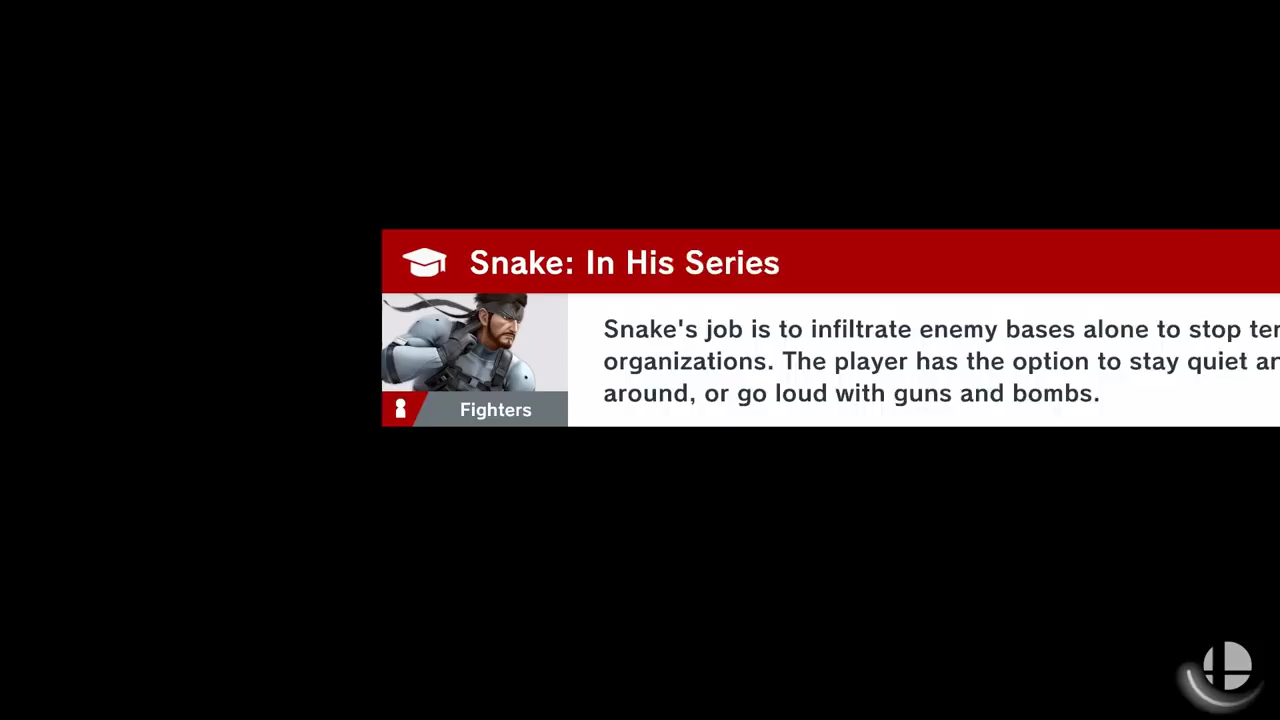 Snake: In His Series
Snake's job is to infiltrate enemy bases alone to stop
organizations. The player has the option to stay quiet
around, or go loud with guns and bombs.
Fighters